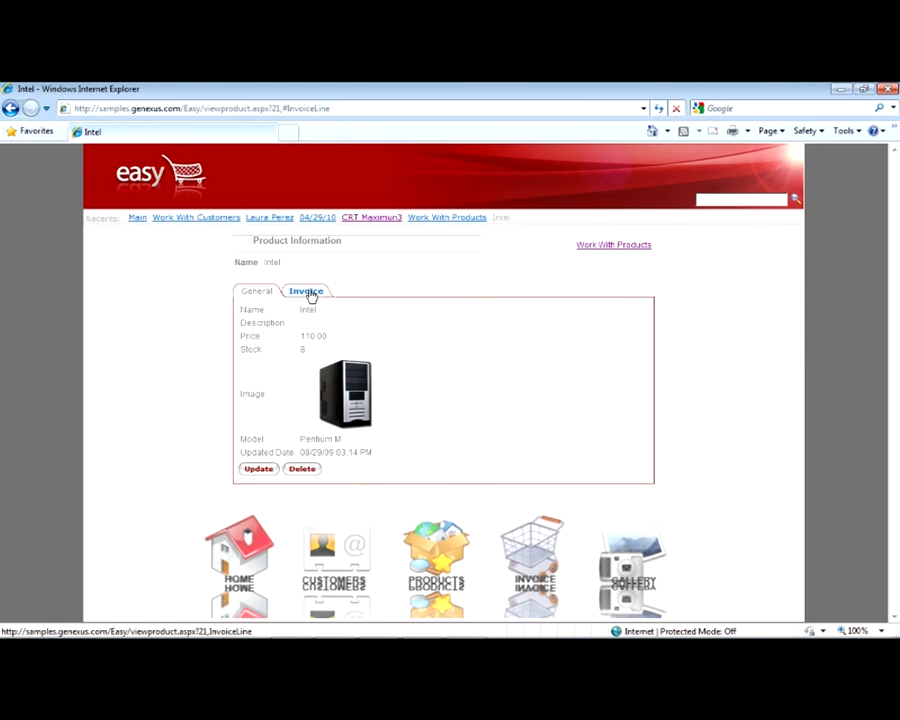 Intel - Windows Internet Explorer
http://samples.genexus.com/Easy/viewproduct.aspx?21,#InvoiceLine
Google
Favorites
Intel
Page
Safety
Tools
easy
Recents: Main Work With Customers Laura Perez 04/29/10 CRT Maximun3 Work With Products Intel
Product Information
Work With Products
Name Intel
General Invoice
Name Intel
Description
Price 110.00
Stock 8
Image
Model Pentium M
Updated Date 08/29/09 03:14 PM
Update Delete
HOME CUSTOMERS PRODUCTS INVOICE GALLERY
http://samples.genexus.com/Easy/viewproduct.aspx?21,InvoiceLine
Internet | Protected Mode: Off
100%